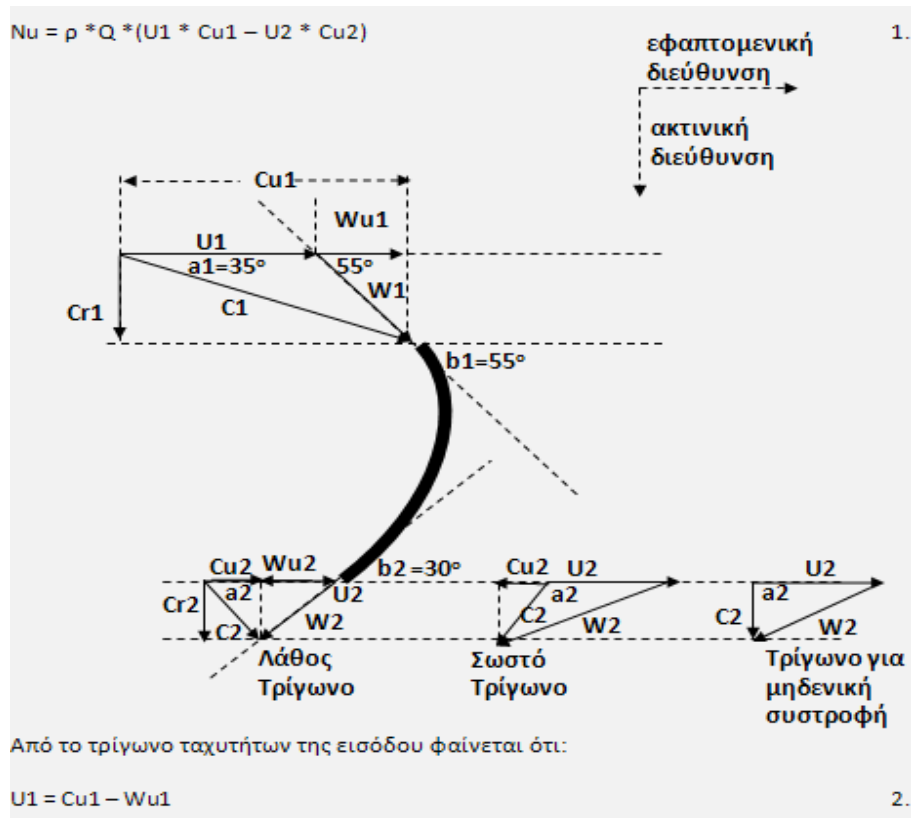 Nu = ρ *Q *(U1 * Cu1 – U2 * Cu2) 1.
εφαπτομενική
διεύθυνση
ακτινική
διεύθυνση
Cu1
Wu1
U1
a1=35°
55°
W1
Cr1
C1
b1=55°
Cu2 Wu2 b2 =30° Cu2 U2 U2
a2 U2 a2 a2
Cr2 C2 W2 C2 W2 C2 W2
Λάθος
Τρίγωνο
Σωστό
Τρίγωνο
Τρίγωνο για
μηδενική
συστροφή
Από το τρίγωνο ταχυτήτων της εισόδου φαίνεται ότι:
U1 = Cu1 – Wu1 2.